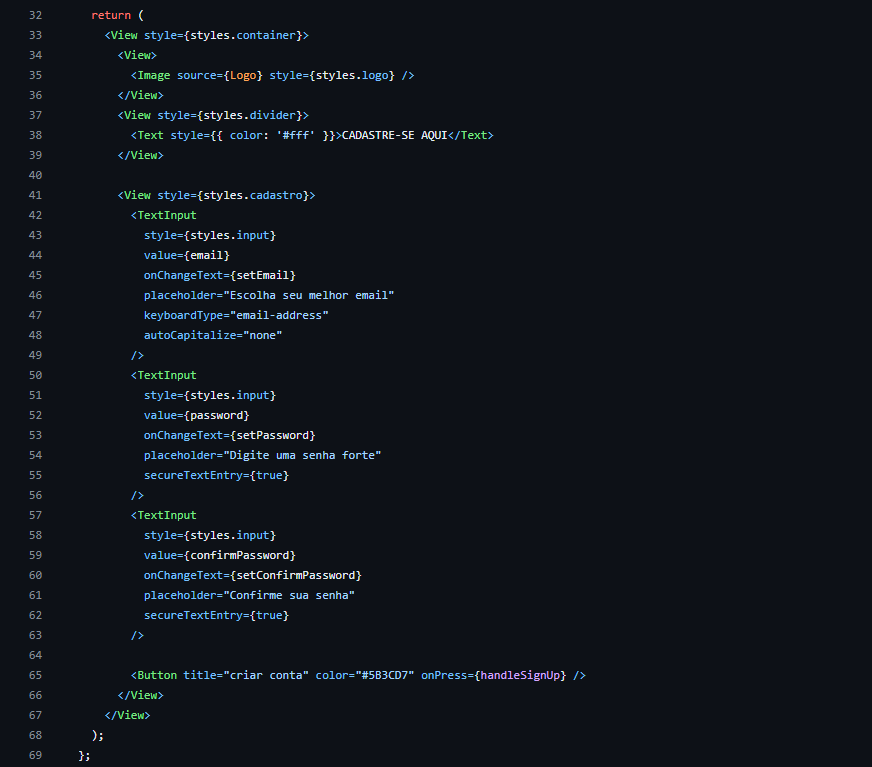 32 return (
33 <View style={styles.container}>
34 <View>
35 <Image source={Logo} style={styles.logo} />
36 </View>
37 <View style={styles.divider}>
38 <Text style={{ color: '#fff' }}>CADASTRE-SE AQUI</Text>
39 </View>
40
41 <View style={styles.cadastro}>
42 <TextInput
43 style={styles.input}
44 value={email}
45 onChangeText={setEmail}
46 placeholder="Escolha seu melhor email"
47 keyboardType="email-address"
48 autoCapitalize="none"
49 />
50 <TextInput
51 style={styles.input}
52 value={password}
53 onChangeText={setPassword}
54 placeholder="Digite uma senha forte"
55 secureTextEntry={true}
56 />
57 <TextInput
58 style={styles.input}
59 value={confirmPassword}
60 onChangeText={setConfirmPassword}
61 placeholder="Confirme sua senha"
62 secureTextEntry={true}
63 />
64
65 <Button title="criar conta" color="#5B3CD7" onPress={handleSignUp} />
66 </View>
67 </View>
68 );
69 };